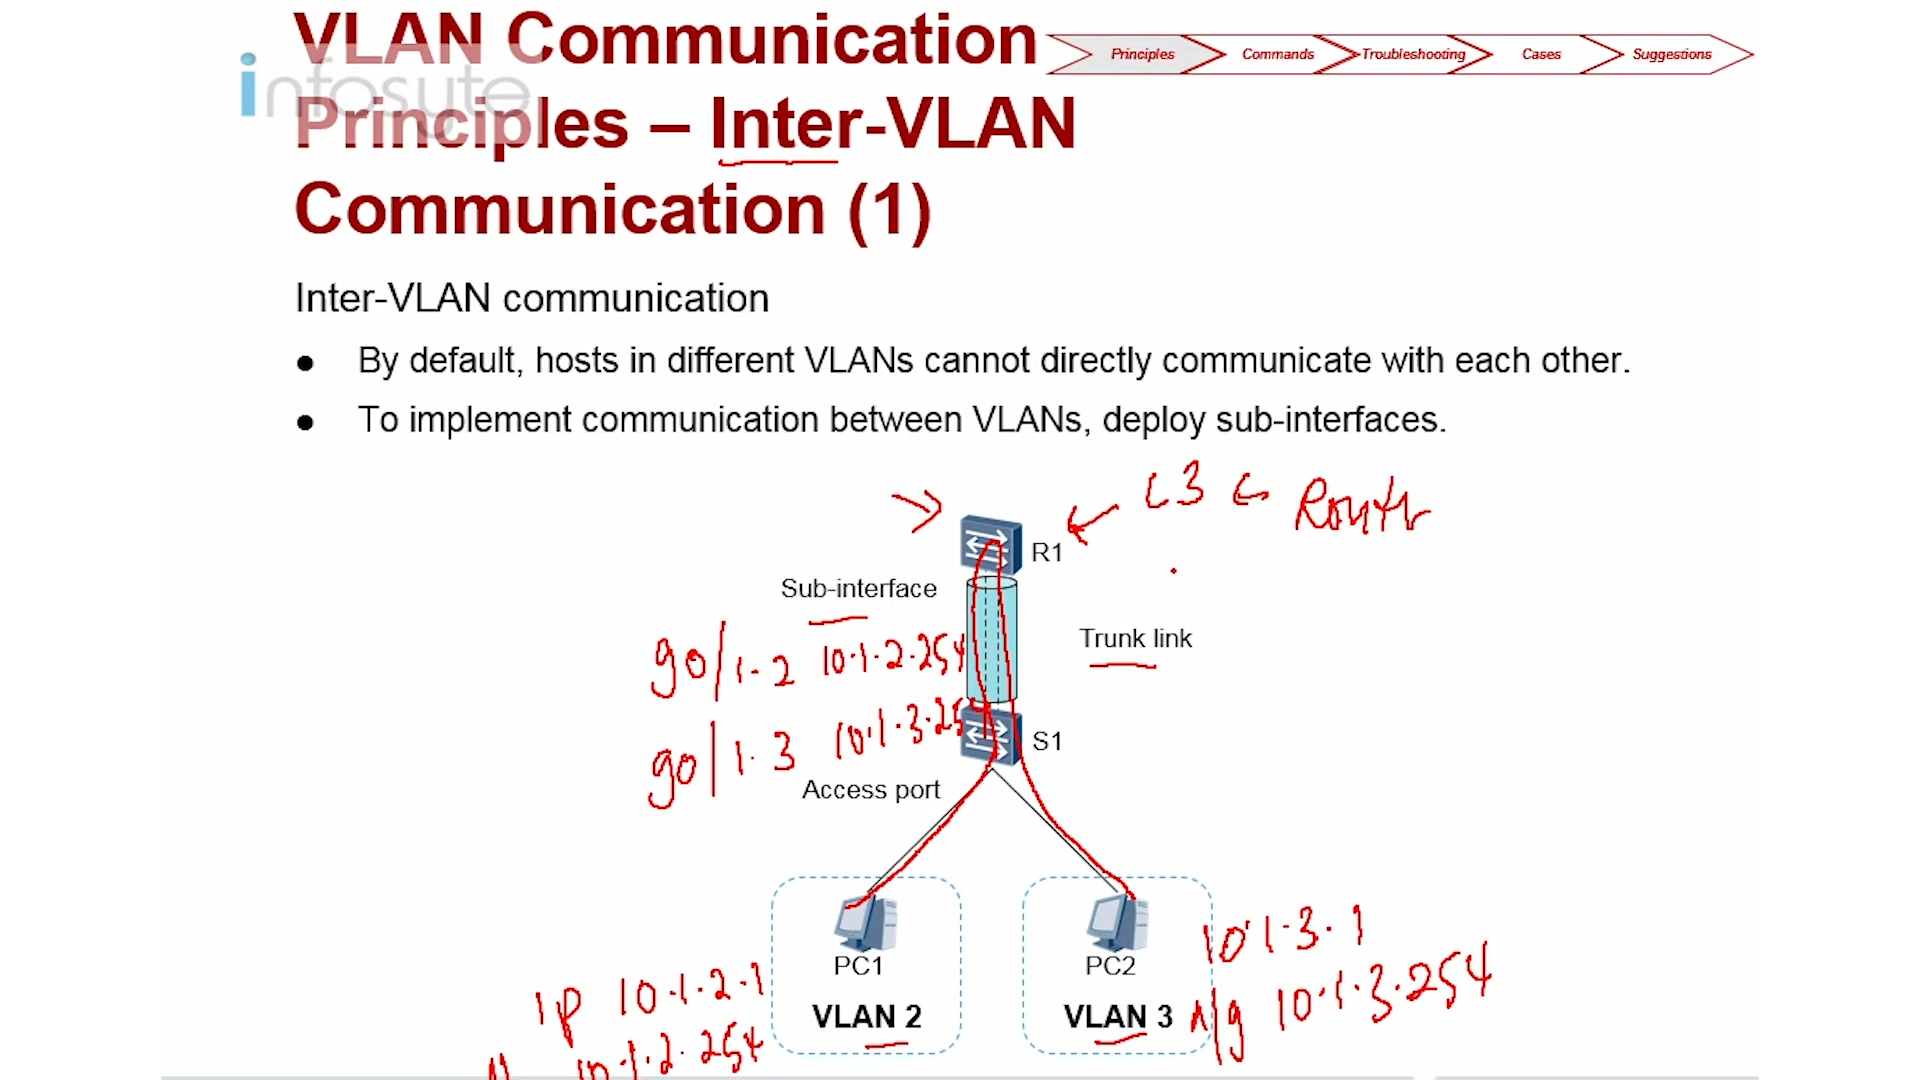 VLAN Communication
Principles – Inter-VLAN
Communication (1)
infosyte
Principles
Commands
Troubleshooting
Cases
Suggestions
Inter-VLAN communication
● By default, hosts in different VLANs cannot directly communicate with each other.
● To implement communication between VLANs, deploy sub-interfaces.
L3
R1
Sub-interface
Trunk link
g0/1.2 10.1.2.254
g0/1.3 10.1.3.254
S1
Access port
PC1
VLAN 2
PC2
VLAN 3
ip 10.1.2.1
10.1.2.254
10.1.3.1
10.1.3.254